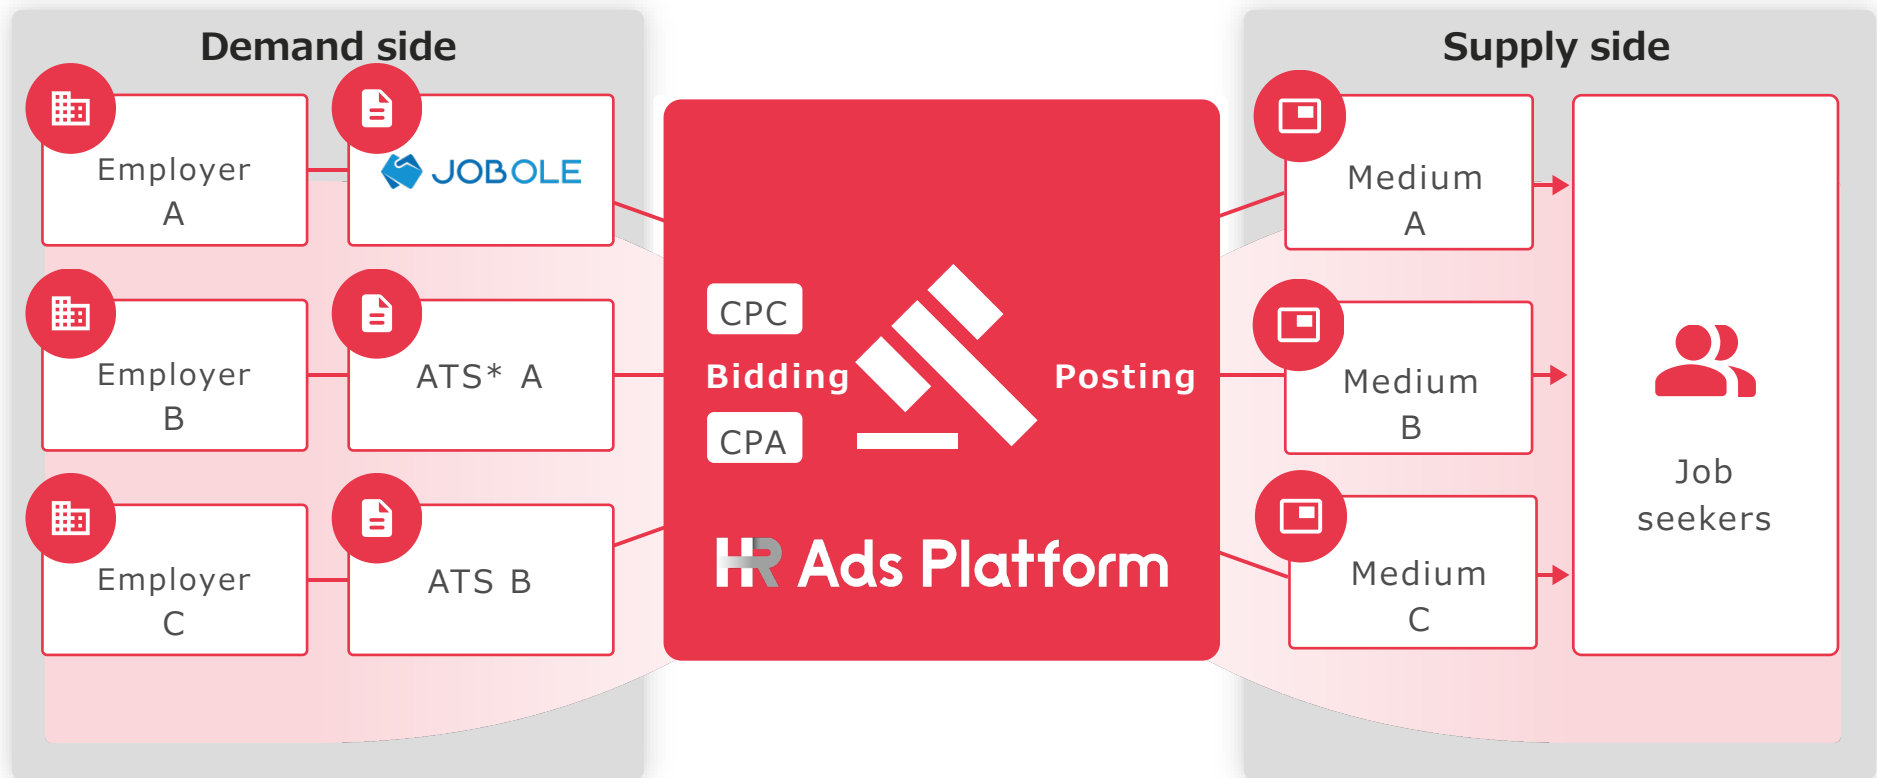 Demand side
Supply side
Employer
A
JOBOLE
Employer
B
ATS* A
Employer
C
ATS B
CPC
Bidding
CPA
Posting
HR Ads Platform
Medium
A
Medium
B
Medium
C
Job
seekers